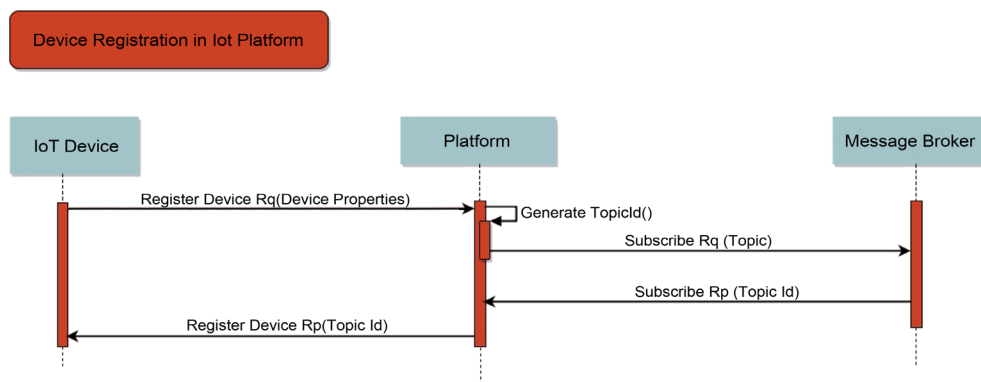 Device Registration in Iot Platform
IoT Device
Platform
Message Broker
Register Device Rq(Device Properties)
Generate TopicId()
Subscribe Rq (Topic)
Subscribe Rp (Topic Id)
Register Device Rp(Topic Id)